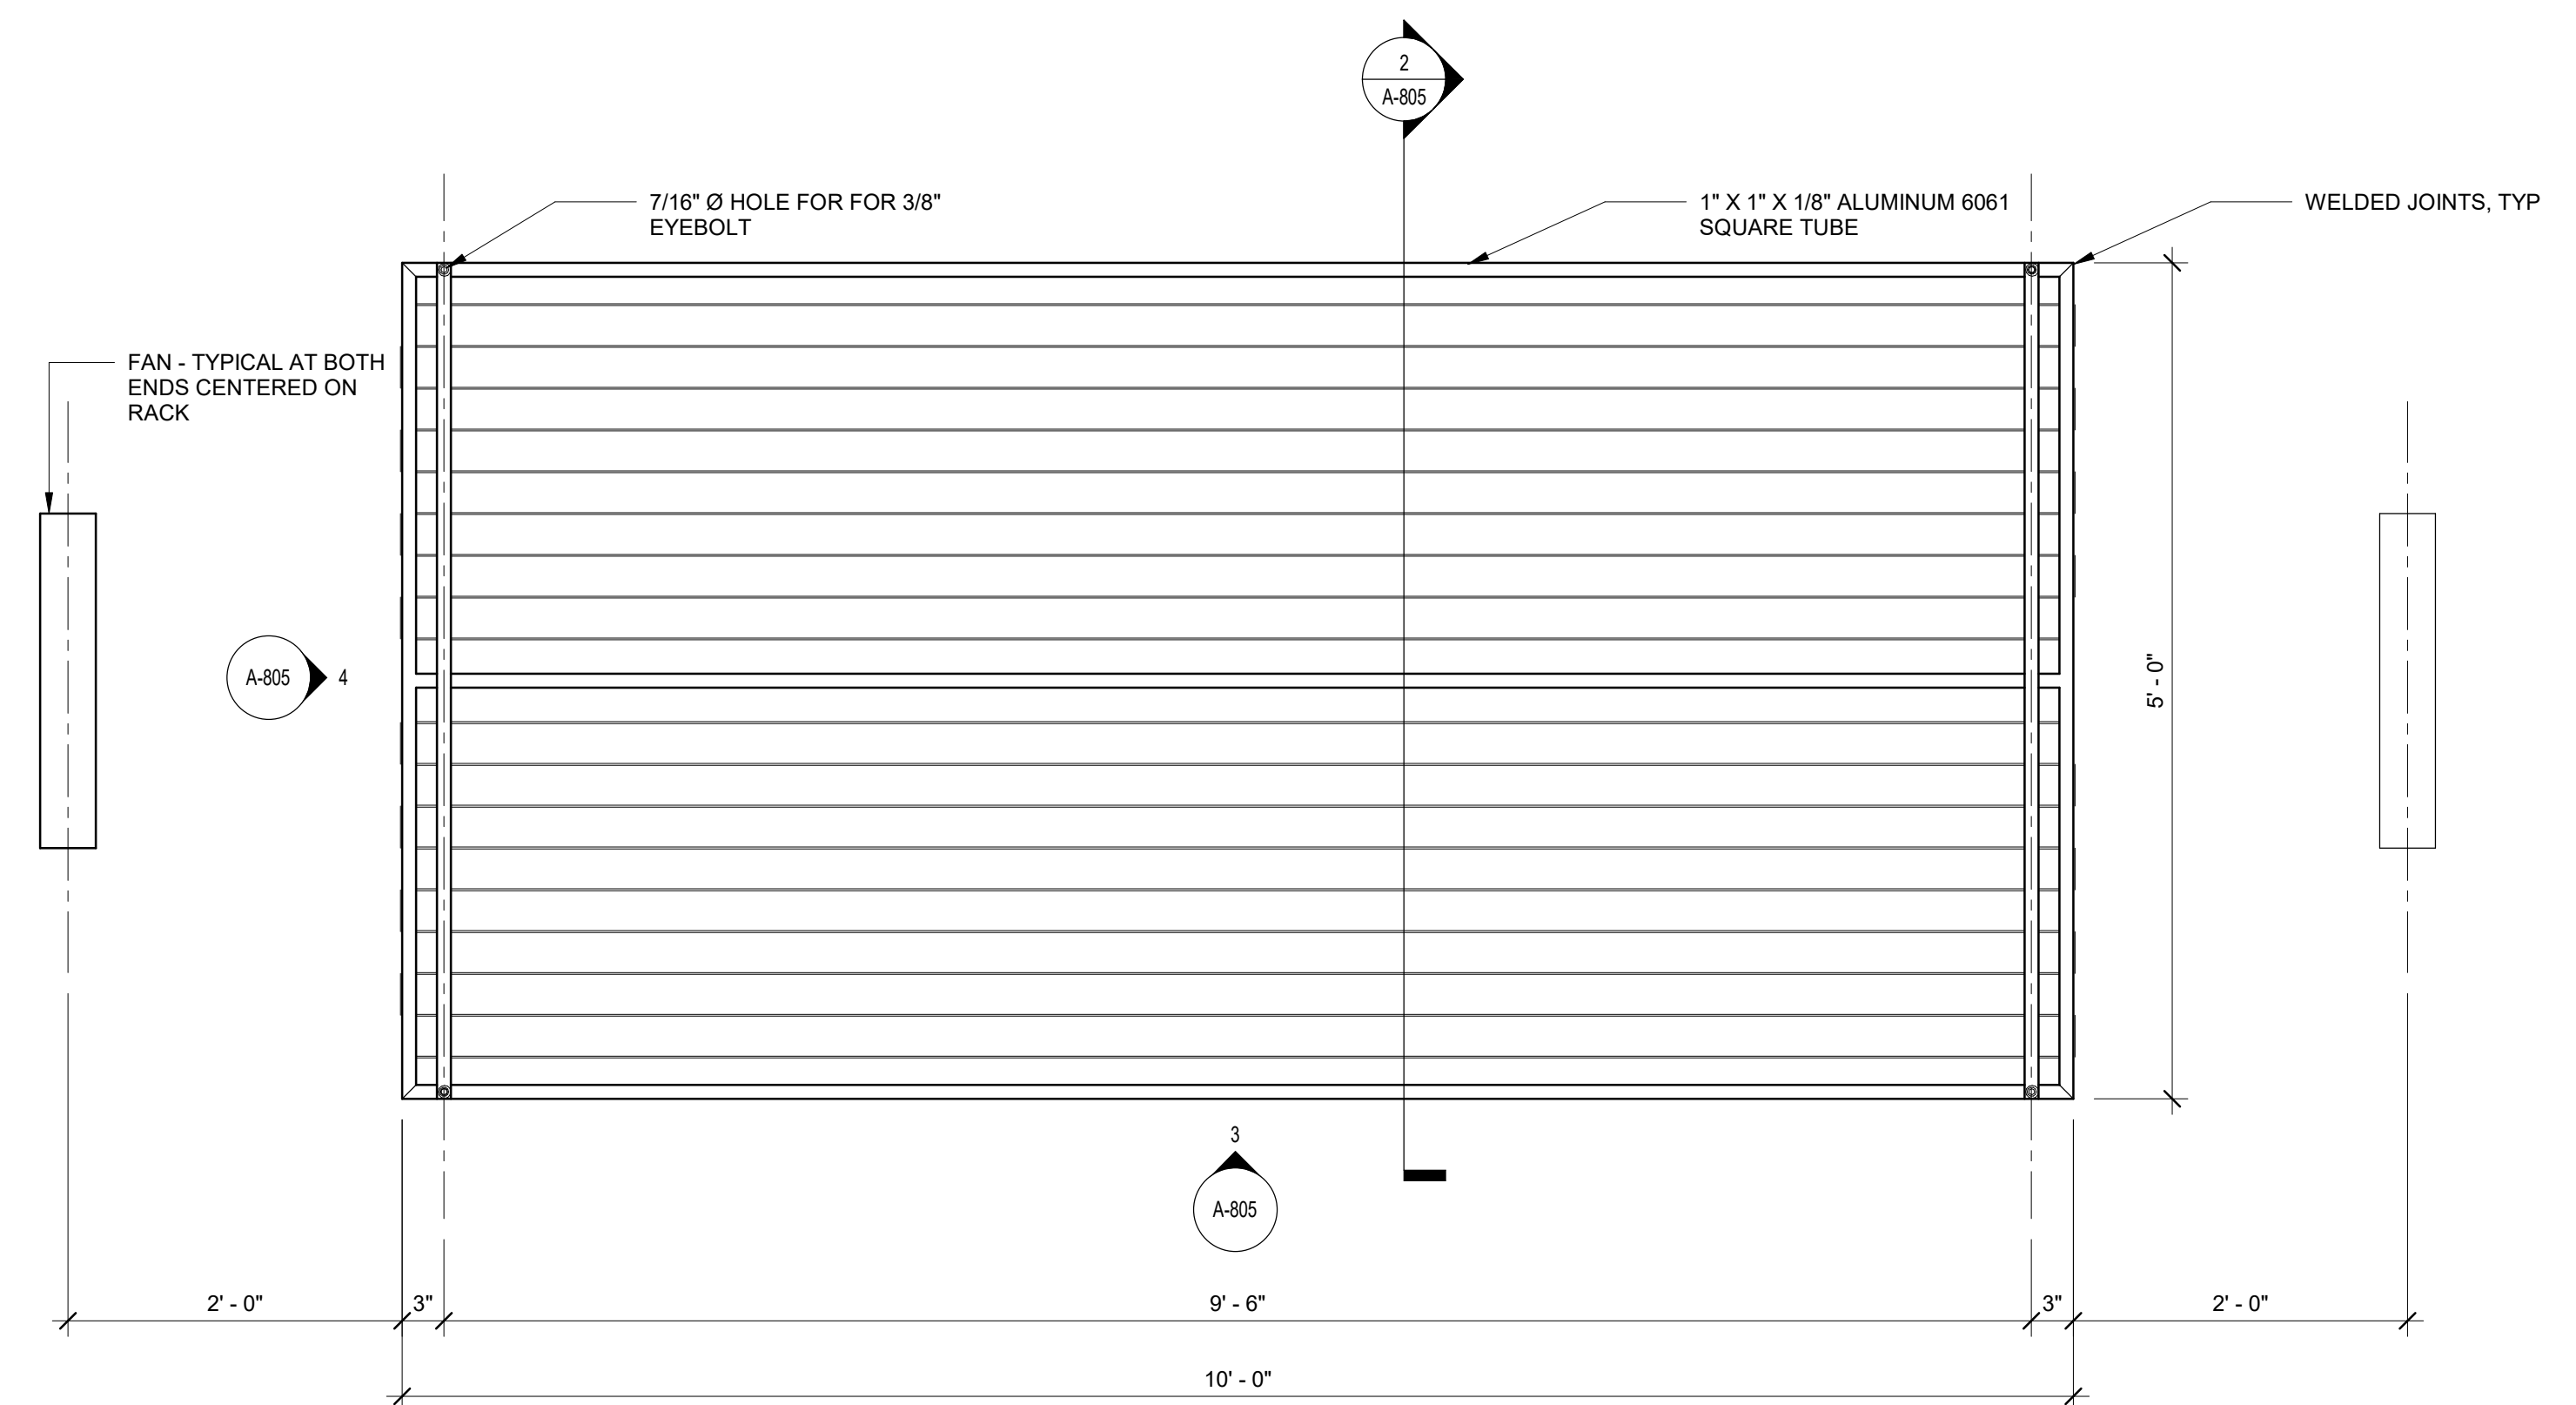 2
A-805
7/16" Ø HOLE FOR FOR 3/8"
EYEBOLT
1" X 1" X 1/8" ALUMINUM 6061
SQUARE TUBE
WELDED JOINTS, TYP
FAN - TYPICAL AT BOTH
ENDS CENTERED ON
RACK
A-805 4
5' - 0"
3
A-805
2' - 0" 3" 9' - 6" 3" 2' - 0"
10' - 0"